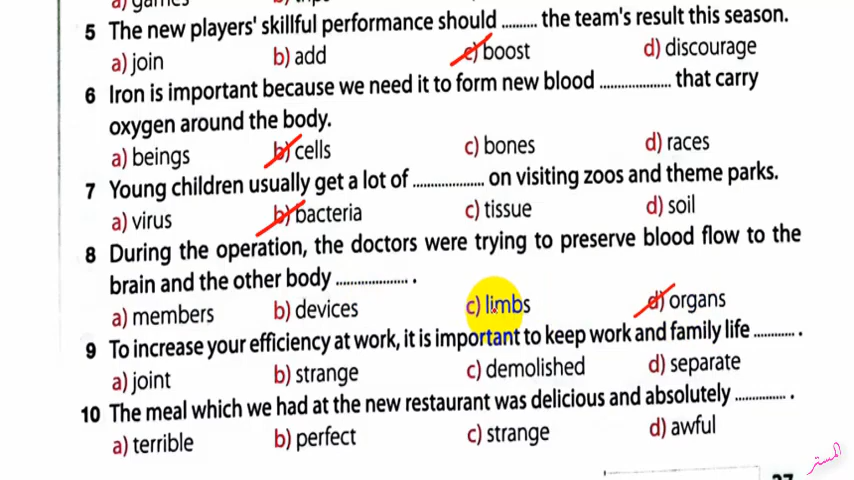 a) games
5 The new players' skillful performance should ......... the team's result this season.
a) join b) add c) boost d) discourage
6 Iron is important because we need it to form new blood .................... that carry
oxygen around the body.
a) beings b) cells c) bones d) races
7 Young children usually get a lot of .................... on visiting zoos and theme parks.
a) virus b) bacteria c) tissue d) soil
8 During the operation, the doctors were trying to preserve blood flow to the
brain and the other body .................... .
a) members b) devices c) limbs d) organs
9 To increase your efficiency at work, it is important to keep work and family life ........... .
a) joint b) strange c) demolished d) separate
10 The meal which we had at the new restaurant was delicious and absolutely .............. .
a) terrible b) perfect c) strange d) awful
المستر